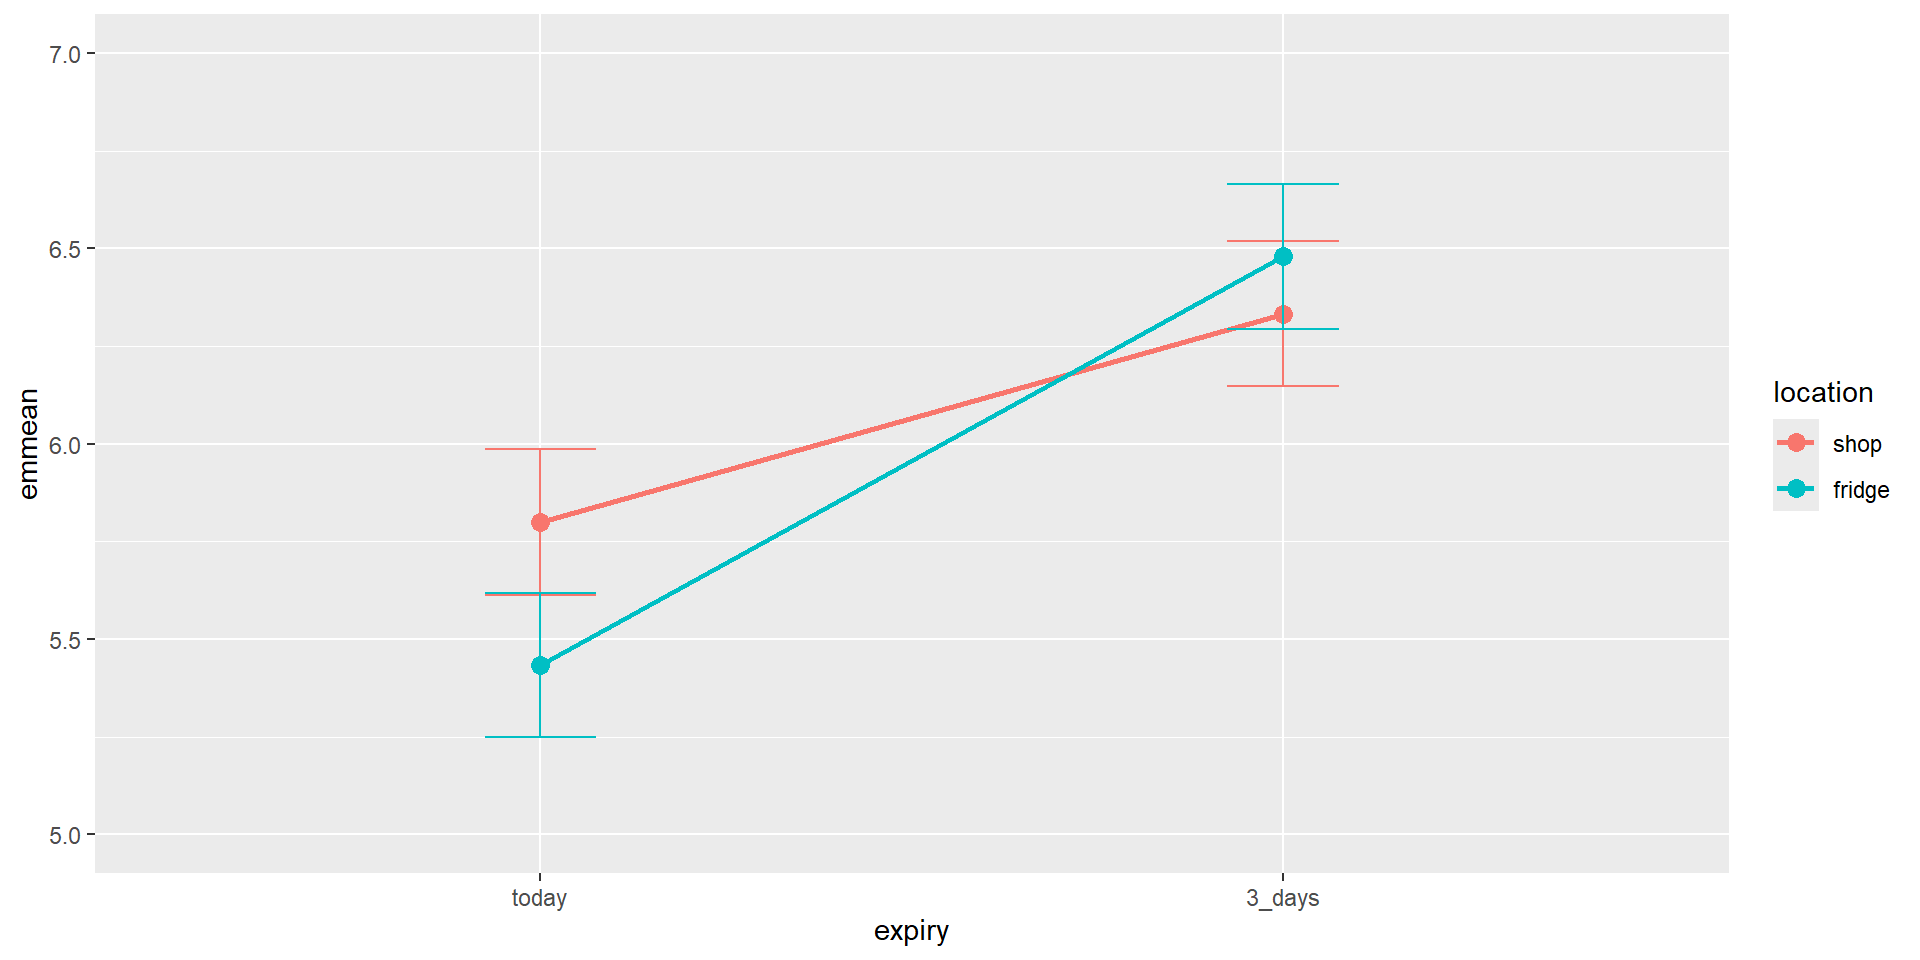 7.0
6.5
6.0
5.5
5.0
emmean
today
3_days
expiry
location
shop
fridge